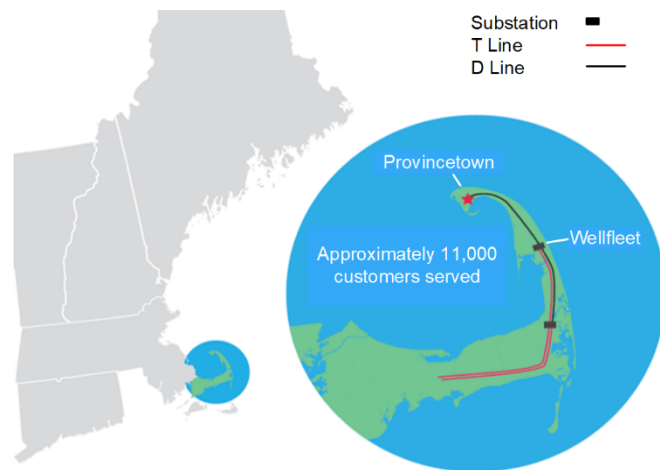 Substation
T Line
D Line
Provincetown
Wellfleet
Approximately 11,000
customers served